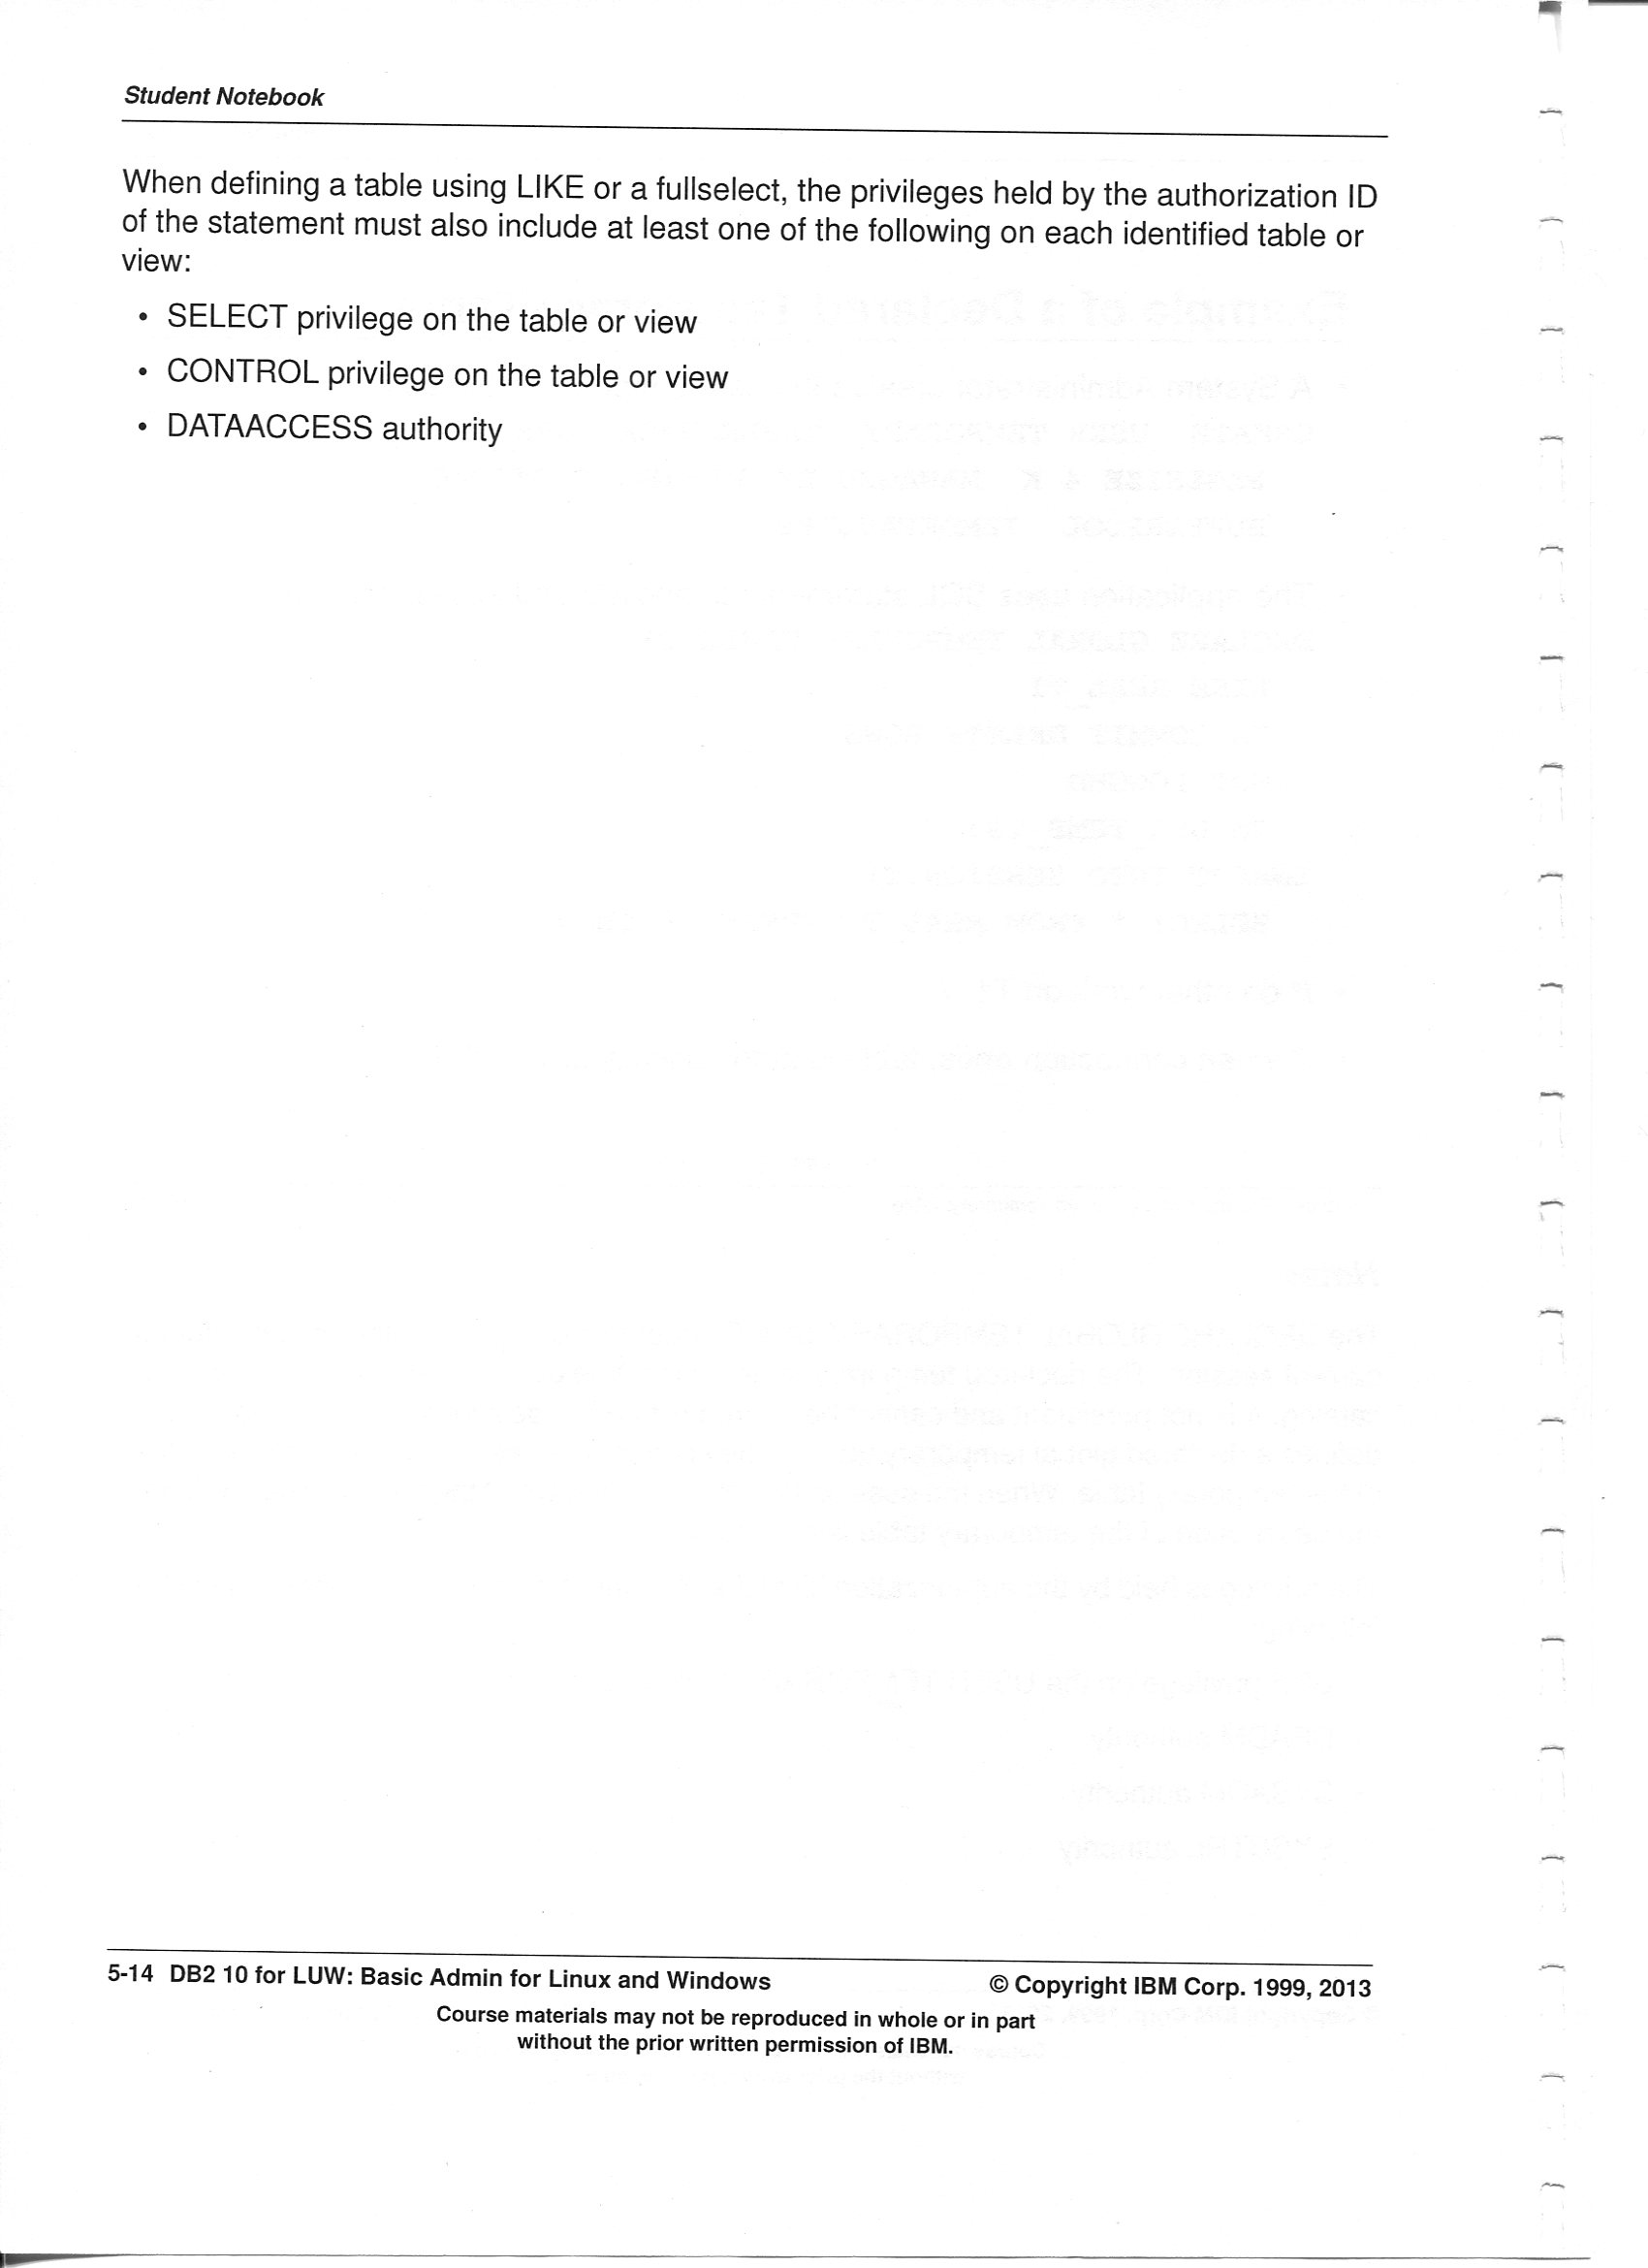 Student Notebook
When defining a table using LIKE or a fullselect, the privileges held by the authorization ID
of the statement must also include at least one of the following on each identified table or
view:
• SELECT privilege on the table or view
• CONTROL privilege on the table or view
• DATAACCESS authority
5-14 DB2 10 for LUW: Basic Admin for Linux and Windows © Copyright IBM Corp. 1999, 2013
Course materials may not be reproduced in whole or in part
without the prior written permission of IBM.